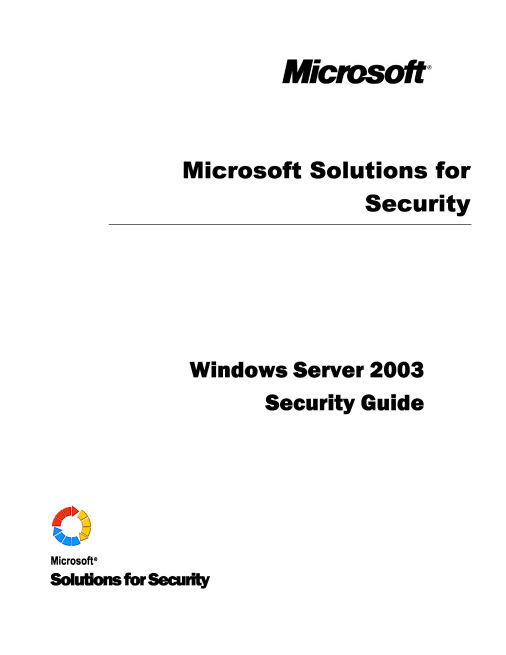 Microsoft®
Microsoft Solutions for
Security
Windows Server 2003
Security Guide
Microsoft®
Solutions for Security